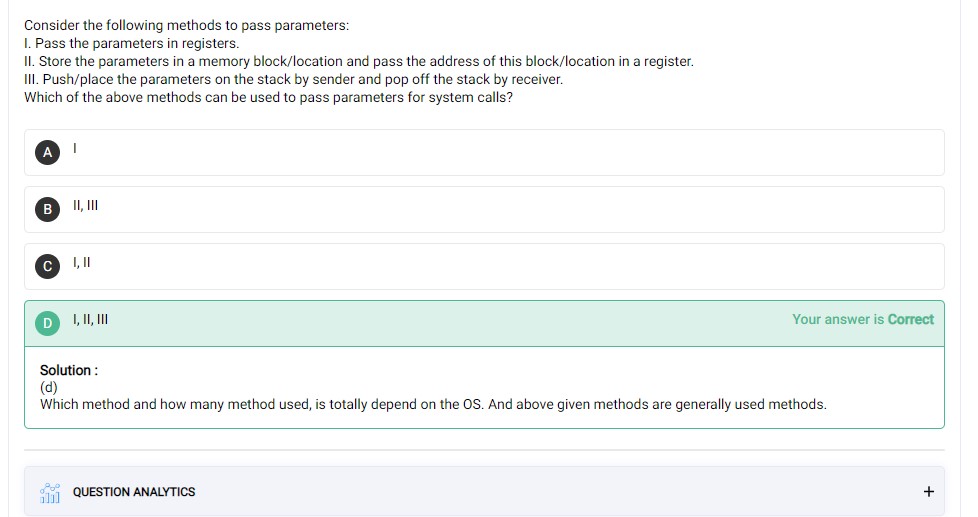 Consider the following methods to pass parameters:
I. Pass the parameters in registers.
II. Store the parameters in a memory block/location and pass the address of this block/location in a register.
III. Push/place the parameters on the stack by sender and pop off the stack by receiver.
Which of the above methods can be used to pass parameters for system calls?
A I
B II, III
C I, II
D I, II, III Your answer is Correct
Solution :
(d)
Which method and how many method used, is totally depend on the OS. And above given methods are generally used methods.
QUESTION ANALYTICS +